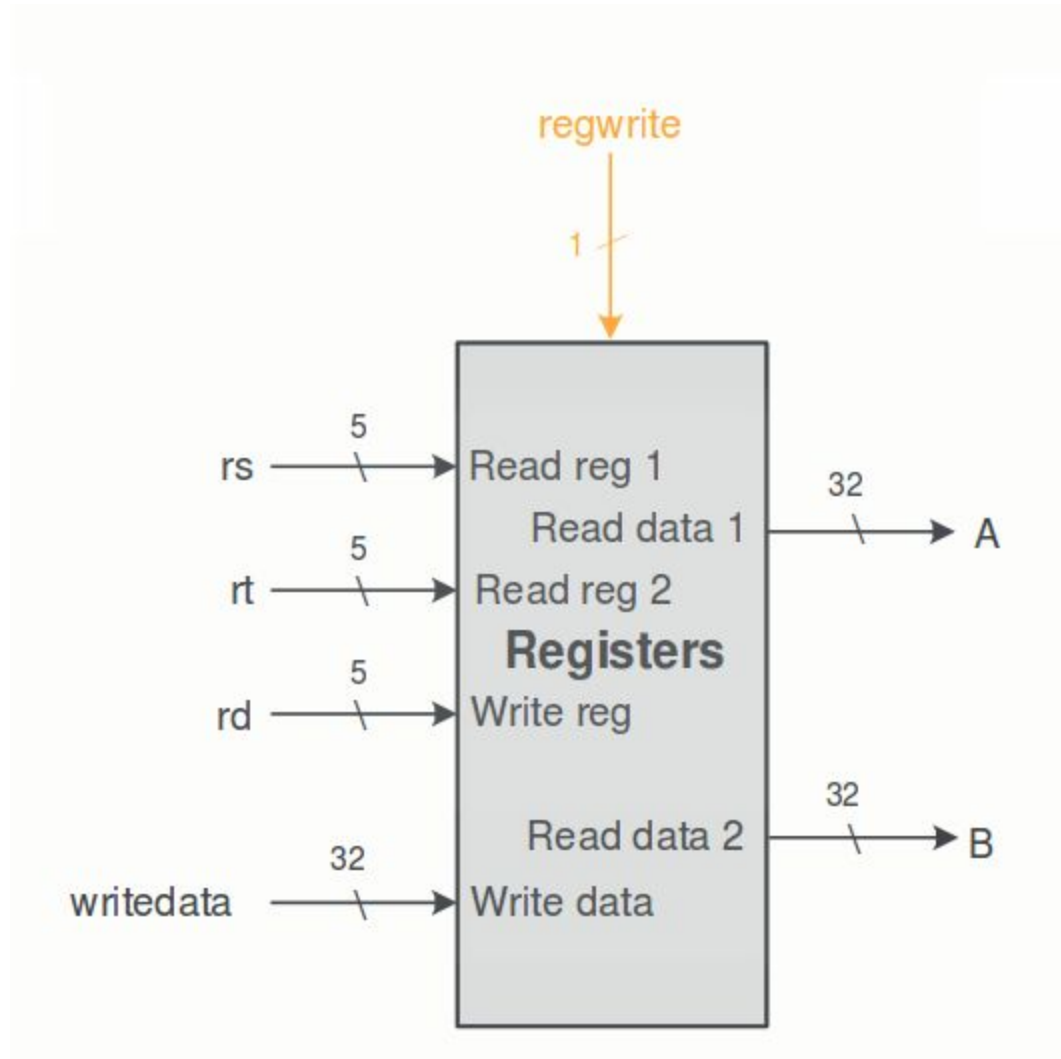 regwrite
1
5
rs
Read reg 1
32
Read data 1
A
5
rt
Read reg 2
Registers
5
rd
Write reg
32
Read data 2
B
32
writedata
Write data